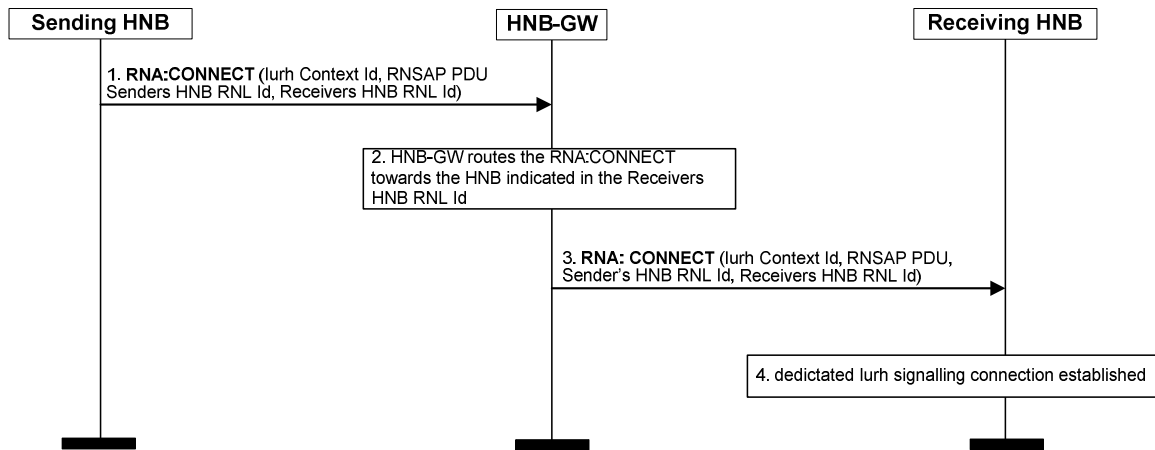 Sending HNB
HNB-GW
Receiving HNB
1. RNA:CONNECT (Iurh Context Id, RNSAP PDU
Senders HNB RNL Id, Receivers HNB RNL Id)
2. HNB-GW routes the RNA:CONNECT
towards the HNB indicated in the Receivers
HNB RNL Id
3. RNA: CONNECT (Iurh Context Id, RNSAP PDU,
Sender's HNB RNL Id, Receivers HNB RNL Id)
4. dedictated Iurh signalling connection established